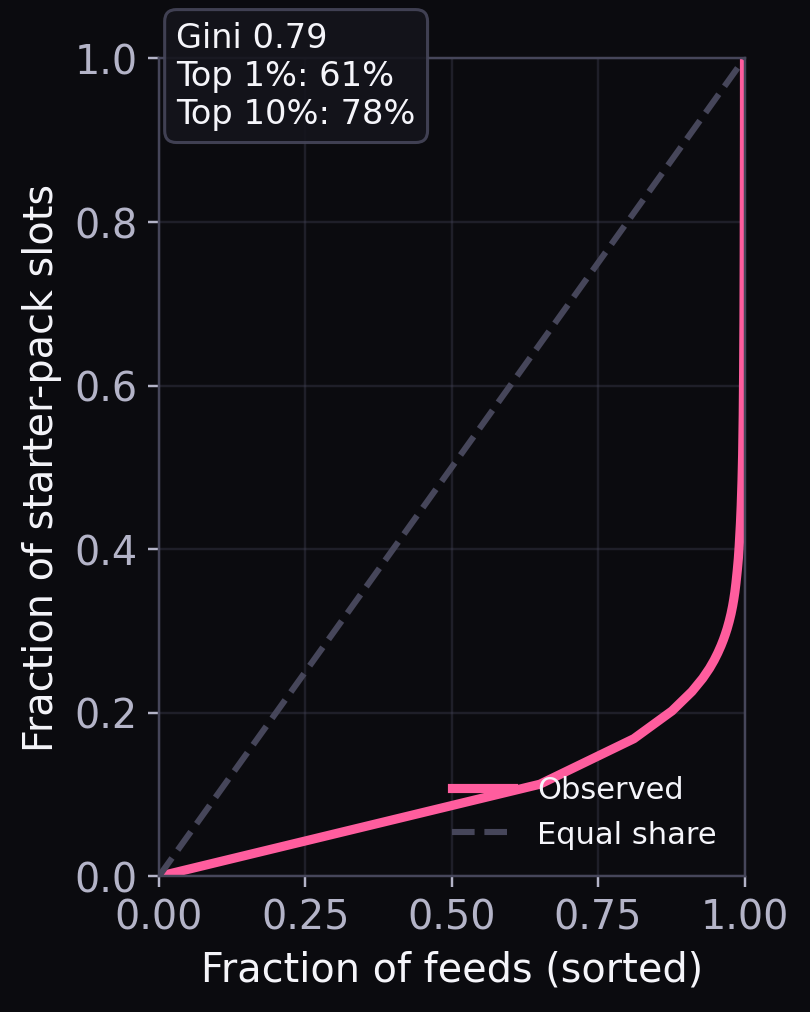 Gini 0.79
Top 1%: 61%
Top 10%: 78%
Fraction of starter-pack slots
1.0
0.8
0.6
0.4
0.2
0.0
Observed
Equal share
0.00 0.25 0.50 0.75 1.00
Fraction of feeds (sorted)